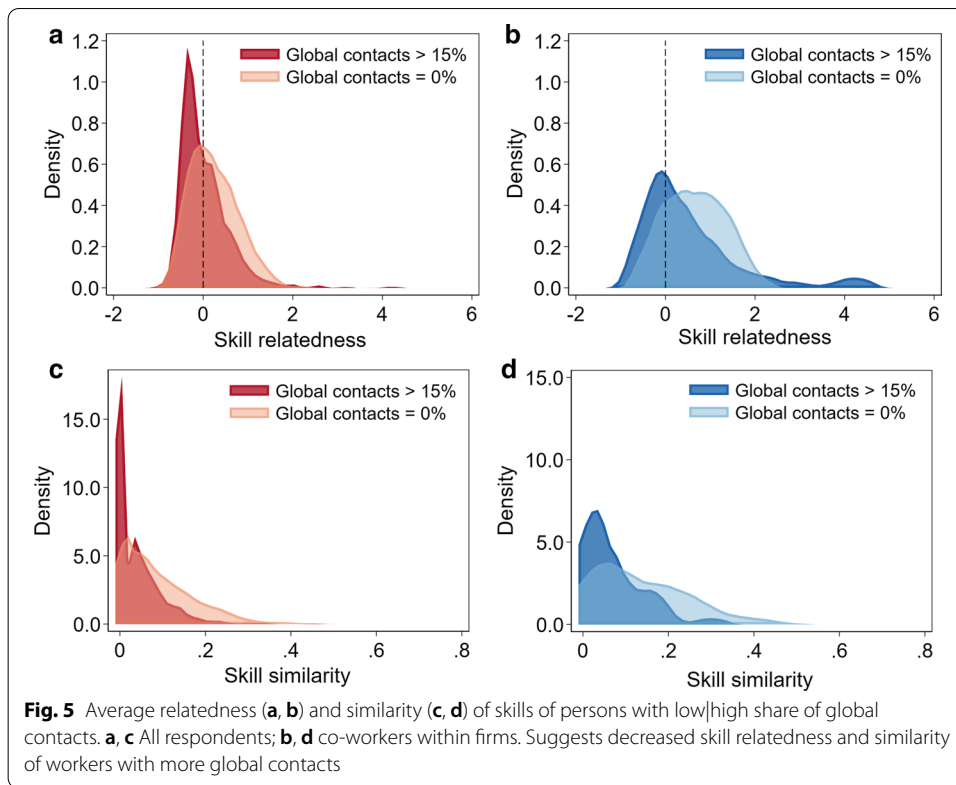 a
1.2
1.0
0.8
0.6
0.4
0.2
0.0
Density
Global contacts > 15%
Global contacts = 0%
-2 0 2 4 6
Skill relatedness
b
1.2
1.0
0.8
0.6
0.4
0.2
0.0
Density
Global contacts > 15%
Global contacts = 0%
-2 0 2 4 6
Skill relatedness
c
15.0
10.0
5.0
0.0
Density
Global contacts > 15%
Global contacts = 0%
0 .2 .4 .6 .8
Skill similarity
d
15.0
10.0
5.0
0.0
Density
Global contacts > 15%
Global contacts = 0%
0 .2 .4 .6 .8
Skill similarity
Fig. 5 Average relatedness (a, b) and similarity (c, d) of skills of persons with low|high share of global
contacts. a, c All respondents; b, d co-workers within firms. Suggests decreased skill relatedness and similarity
of workers with more global contacts